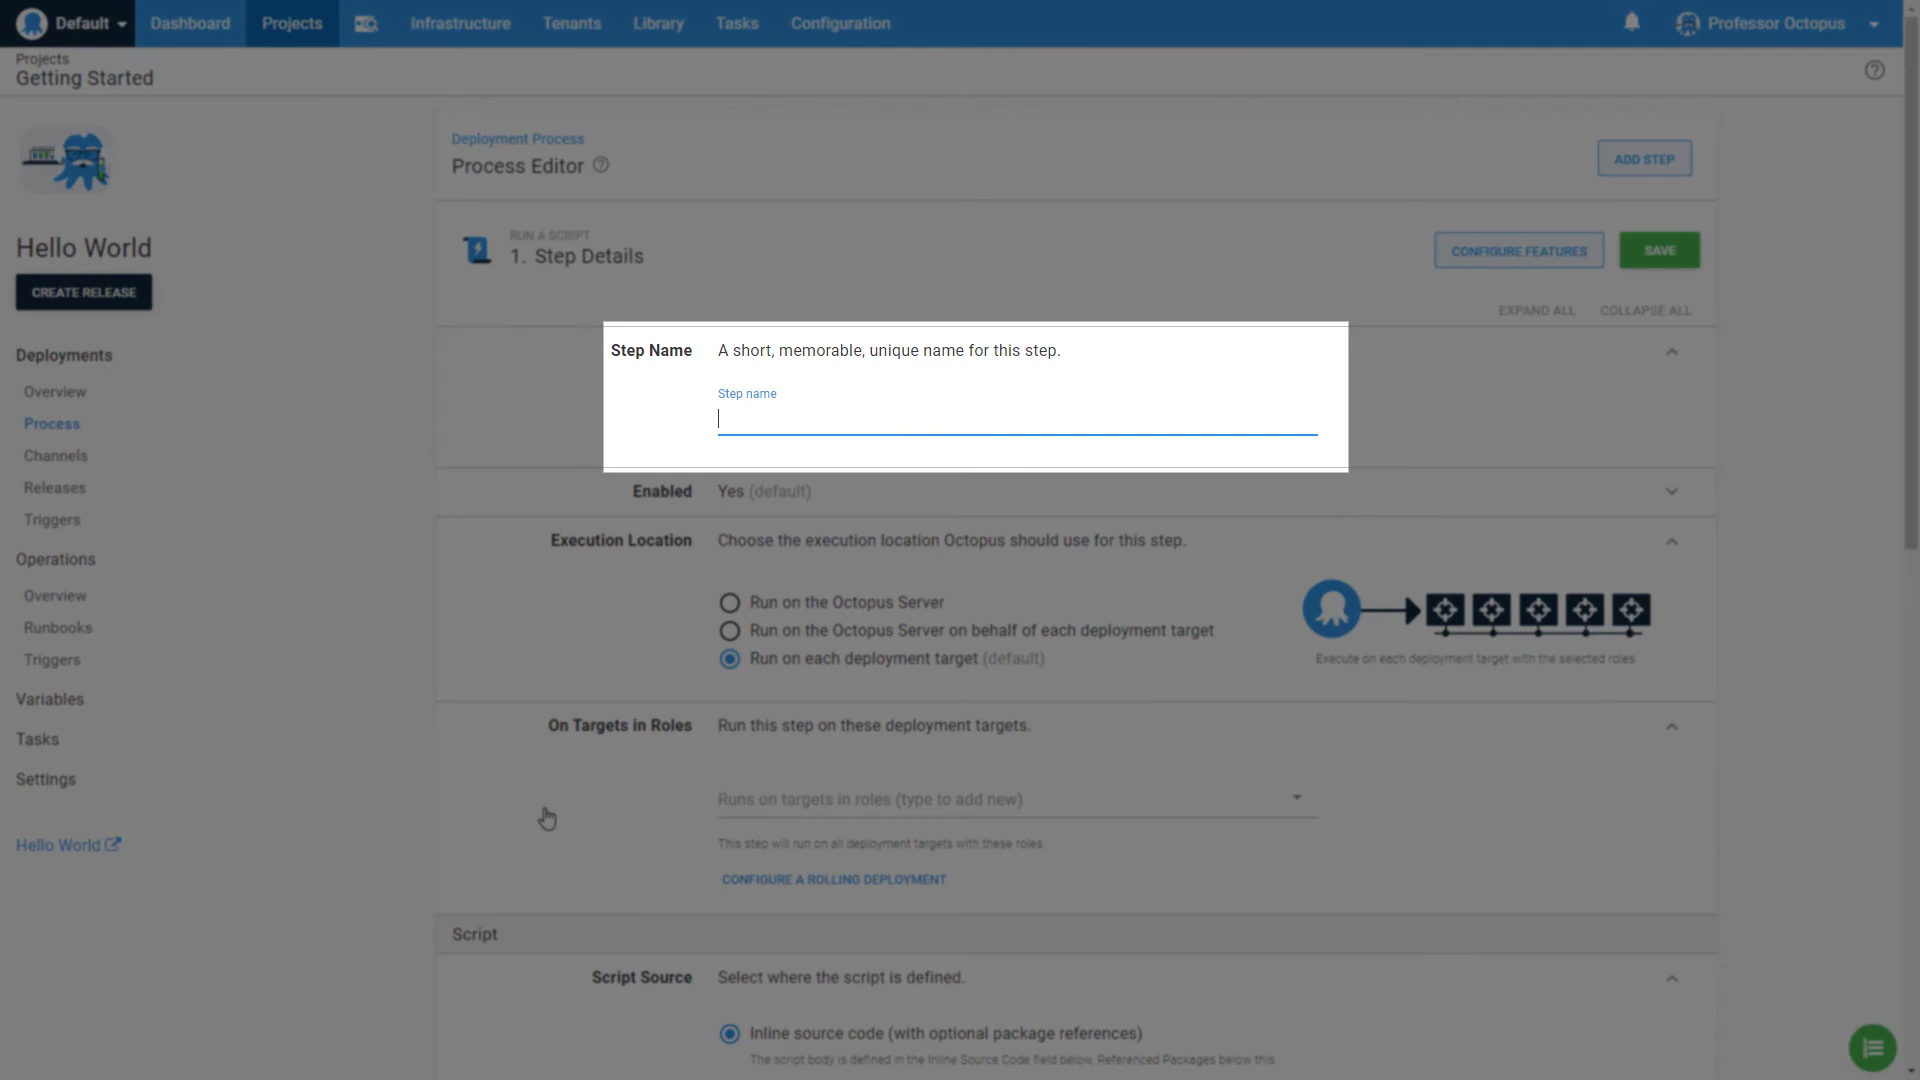 Default
Dashboard
Projects
Infrastructure
Tenants
Library
Tasks
Configuration
Professor Octopus
Projects
Getting Started
Hello World
CREATE RELEASE
Deployments
Overview
Process
Channels
Releases
Triggers
Operations
Overview
Runbooks
Triggers
Variables
Tasks
Settings
Hello World
Deployment Process
Process Editor
ADD STEP
RUN A SCRIPT
1. Step Details
CONFIGURE FEATURES
SAVE
EXPAND ALL
COLLAPSE ALL
Step Name
A short, memorable, unique name for this step.
Step name
Enabled
Yes (default)
Execution Location
Choose the execution location Octopus should use for this step.
Run on the Octopus Server
Run on the Octopus Server on behalf of each deployment target
Run on each deployment target (default)
Execute on each deployment target with the selected roles
On Targets in Roles
Run this step on these deployment targets.
Runs on targets in roles (type to add new)
This step will run on all deployment targets with these roles.
CONFIGURE A ROLLING DEPLOYMENT
Script
Script Source
Select where the script is defined.
Inline source code (with optional package references)
The script body is defined in the Inline Source Code field below. Referenced Packages below this